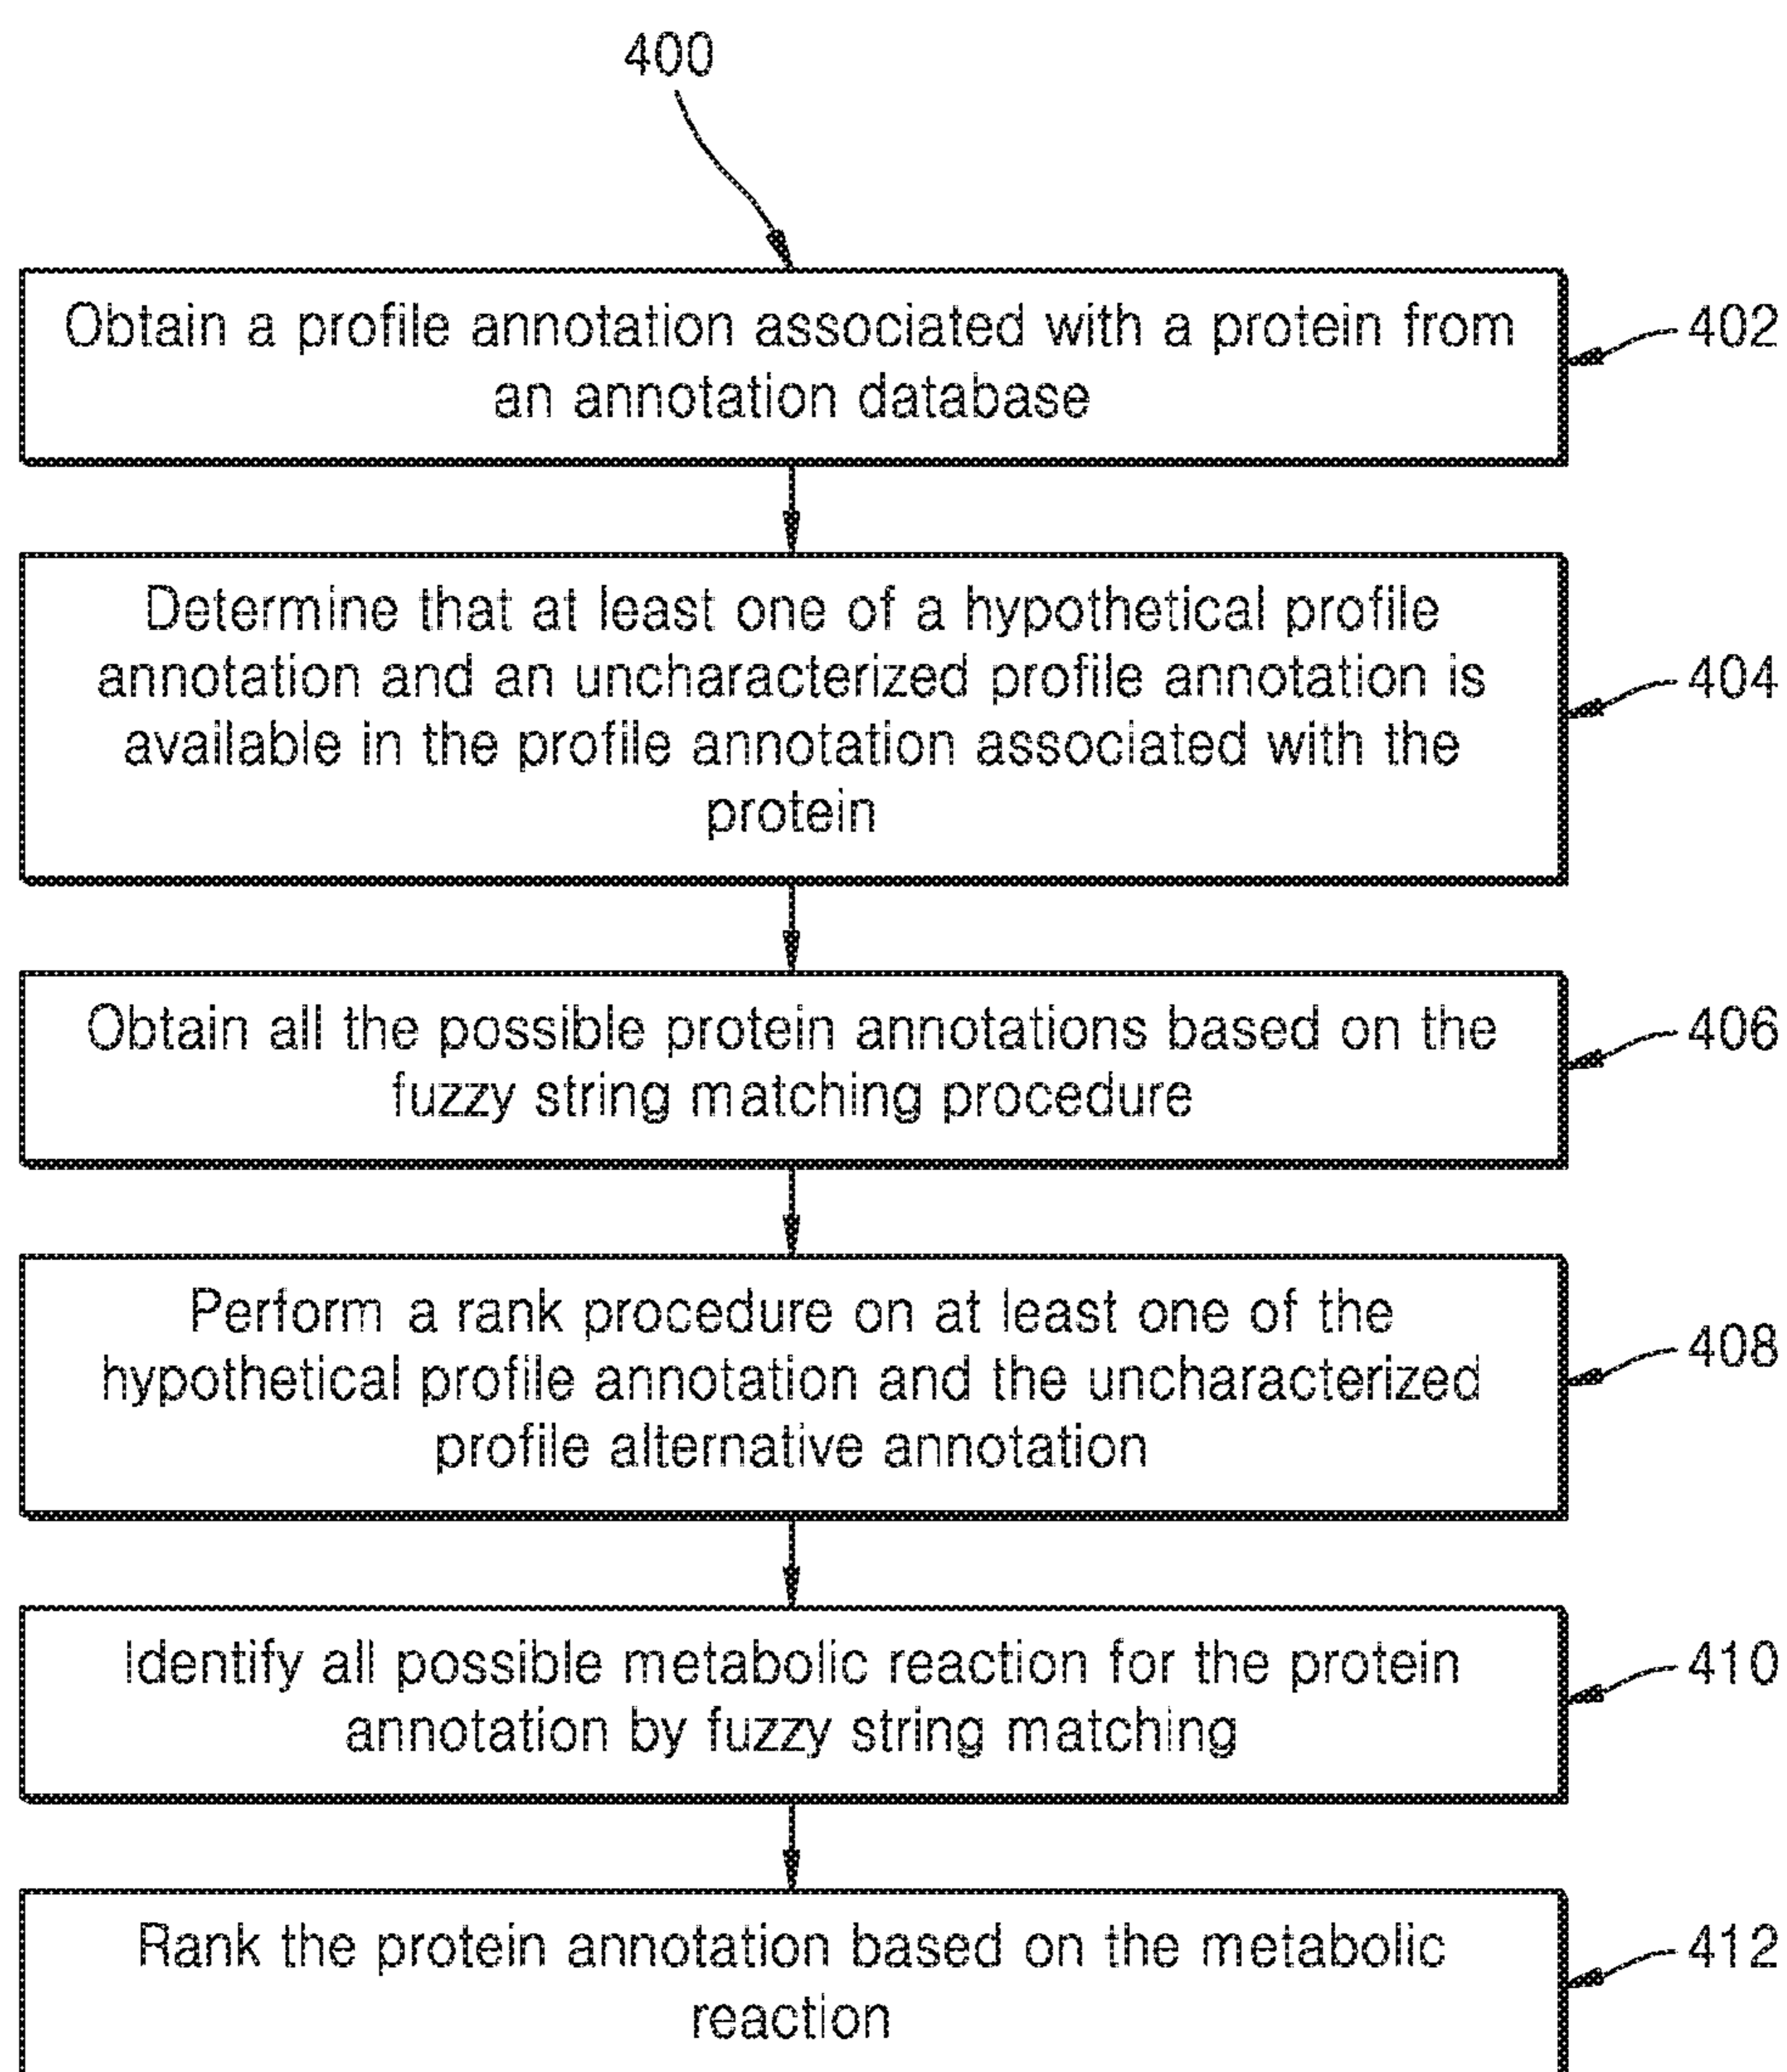 400
Obtain a profile annotation associated with a protein from
an annotation database
402
Determine that at least one of a hypothetical profile
annotation and an uncharacterized profile annotation is
available in the profile annotation associated with the
protein
404
Obtain all the possible protein annotations based on the
fuzzy string matching procedure
406
Perform a rank procedure on at least one of the
hypothetical profile annotation and the uncharacterized
profile alternative annotation
408
Identify all possible metabolic reaction for the protein
annotation by fuzzy string matching
410
Rank the protein annotation based on the metabolic
reaction
412